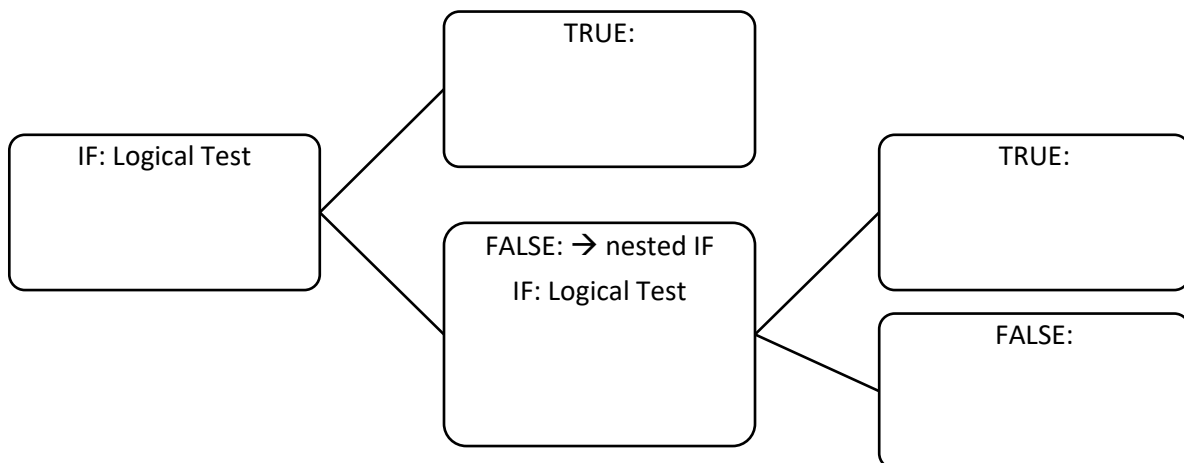 TRUE:
IF: Logical Test
TRUE:
FALSE: → nested IF
IF: Logical Test
FALSE: